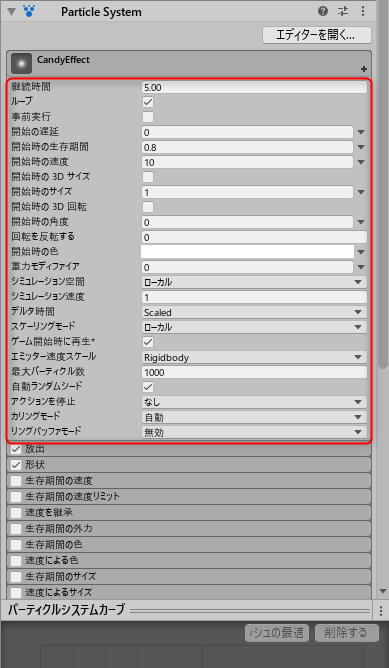 Particle System
エディターを開く...
CandyEffect
継続時間 5.00
ループ
事前実行
開始の遅延 0
開始時の生存期間 0.8
開始時の速度 10
開始時の 3D サイズ
開始時のサイズ 1
開始時の 3D 回転
開始時の角度 0
回転を反転する 0
開始時の色
重力モディファイア 0
シミュレーション空間 ローカル
シミュレーション速度 1
デルタ時間 Scaled
スケーリングモード ローカル
ゲーム開始時に再生*
エミッター速度スケール Rigidbody
最大パーティクル数 1000
自動ランダムシード
アクションを停止 なし
カリングモード 自動
リングバッファモード 無効
放出
形状
生存期間の速度
生存期間の速度リミット
速度を継承
生存期間の外力
生存期間の色
速度による色
生存期間のサイズ
速度によるサイズ
パーティクルシステムカーブ
シュの最適 削除する